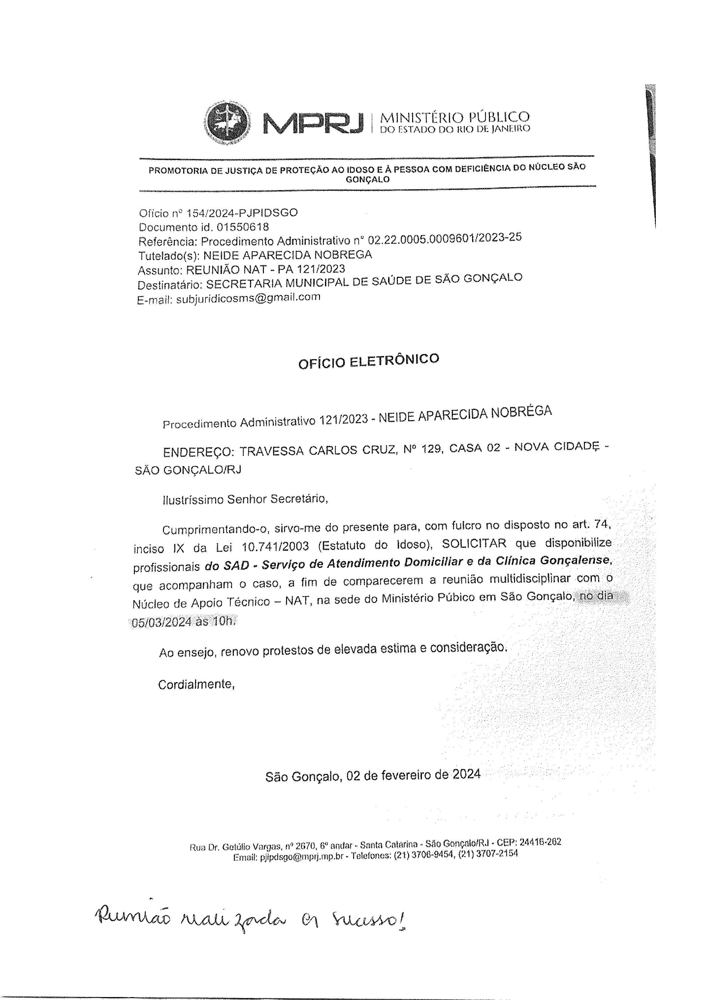 MPRJ MINISTÉRIO PÚBLICO
DO ESTADO DO RIO DE JANEIRO
PROMOTORIA DE JUSTIÇA DE PROTEÇÃO AO IDOSO E À PESSOA COM DEFICIÊNCIA DO NÚCLEO SÃO
GONÇALO
Ofício nº 154/2024-PJPIDSGO
Documento id. 01550618
Referência: Procedimento Administrativo n° 02.22.0005.0009601/2023-25
Tutelado(s): NEIDE APARECIDA NOBREGA
Assunto: REUNIÃO NAT - PA 121/2023
Destinatário: SECRETARIA MUNICIPAL DE SAÚDE DE SÃO GONÇALO
E-mail: subjuridicosms@gmail.com
OFÍCIO ELETRÔNICO
Procedimento Administrativo 121/2023 - NEIDE APARECIDA NOBRÉGA
ENDEREÇO: TRAVESSA CARLOS CRUZ, Nº 129, CASA 02 - NOVA CIDADE -
SÃO GONÇALO/RJ
Ilustríssimo Senhor Secretário,
Cumprimentando-o, sirvo-me do presente para, com fulcro no disposto no art. 74,
inciso IX da Lei 10.741/2003 (Estatuto do Idoso), SOLICITAR que disponibilize
profissionais do SAD - Serviço de Atendimento Domiciliar e da Clínica Gonçalense,
que acompanham o caso, a fim de comparecerem a reunião multidisciplinar com o
Núcleo de Apoio Técnico – NAT, na sede do Ministério Púbico em São Gonçalo, no dia
05/03/2024 às 10h.
Ao ensejo, renovo protestos de elevada estima e consideração.
Cordialmente,
São Gonçalo, 02 de fevereiro de 2024
Rua Dr. Getúlio Vargas, nº 2670, 6º andar - Santa Catarina - São Gonçalo/RJ - CEP: 24416-262
Email: pjipdsgo@mprj.mp.br - Telefones: (21) 3706-9454, (21) 3707-2154
Reunião realizada c/ sucesso!